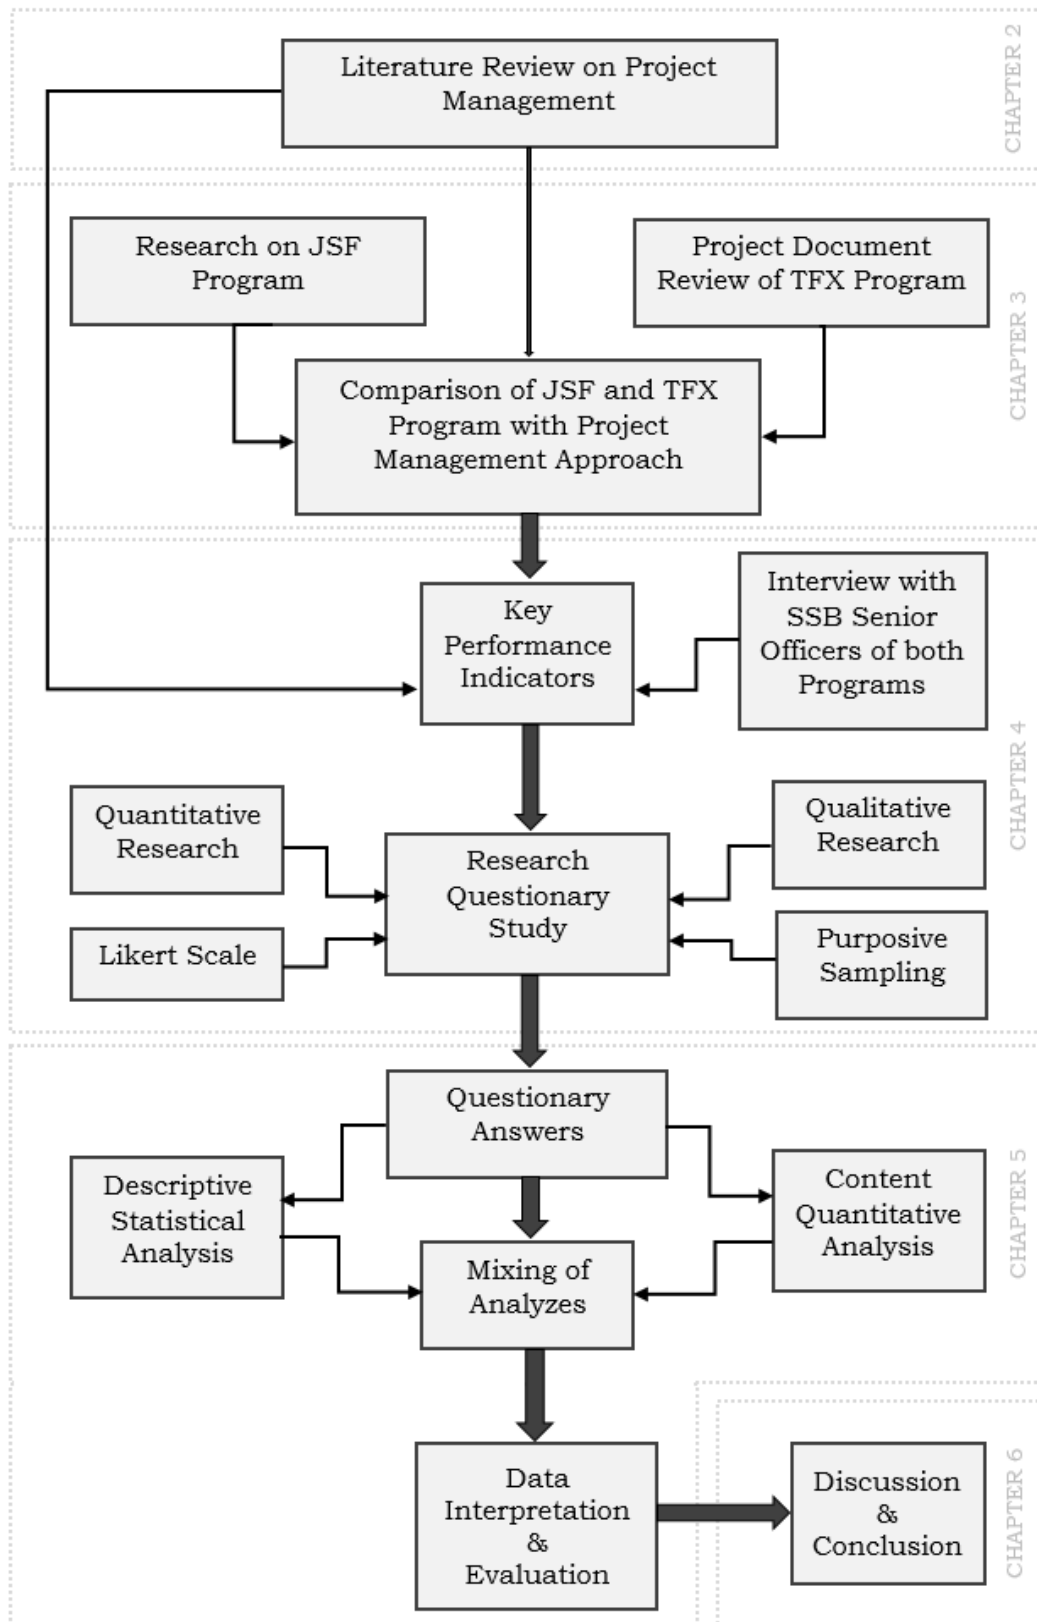 CHAPTER 2
Literature Review on Project
Management
CHAPTER 3
Research on JSF
Program
Project Document
Review of TFX Program
Comparison of JSF and TFX
Program with Project
Management Approach
CHAPTER 4
Key
Performance
Indicators
Interview with
SSB Senior
Officers of both
Programs
Quantitative
Research
Qualitative
Research
Research
Questionary
Study
Likert Scale
Purposive
Sampling
CHAPTER 5
Questionary
Answers
Descriptive
Statistical
Analysis
Content
Quantitative
Analysis
Mixing of
Analyzes
CHAPTER 6
Data
Interpretation
&
Evaluation
Discussion
&
Conclusion